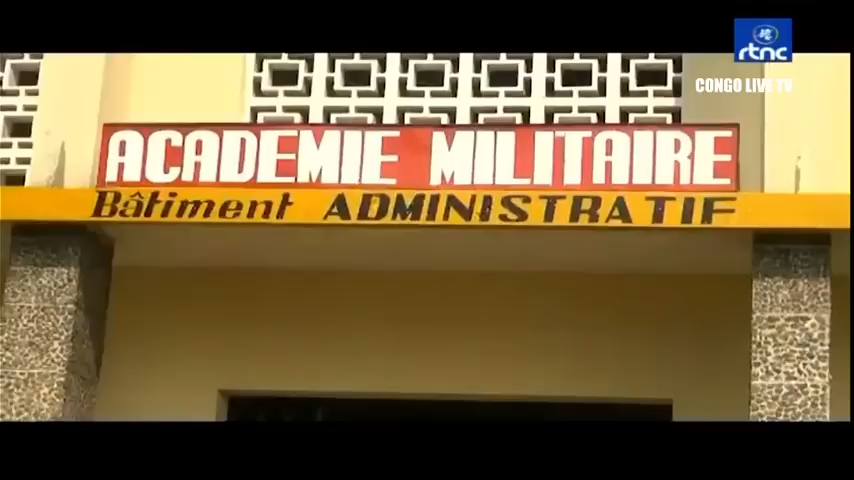 rtnc
CONGO LIVE TV
ACADEMIE MILITAIRE
Bâtiment ADMINISTRATIF